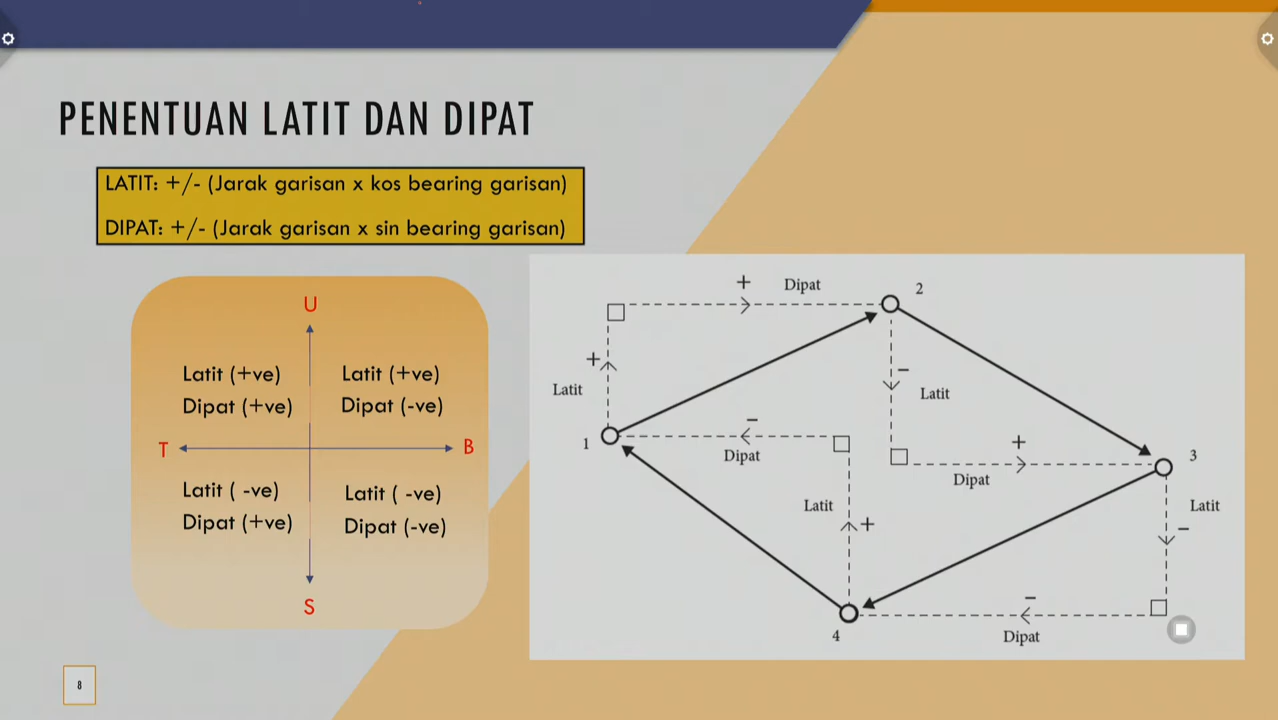 PENENTUAN LATIT DAN DIPAT
LATIT: +/- (Jarak garisan x kos bearing garisan)
DIPAT: +/- (Jarak garisan x sin bearing garisan)
U
Latit (+ve)
Dipat (+ve)
Latit (+ve)
Dipat (-ve)
T
B
Latit ( -ve)
Dipat (+ve)
Latit ( -ve)
Dipat (-ve)
S
+
Dipat
2
+
Latit
1
−
Latit
−
Dipat
+
Dipat
3
Latit
+
Latit
−
−
Dipat
4
8